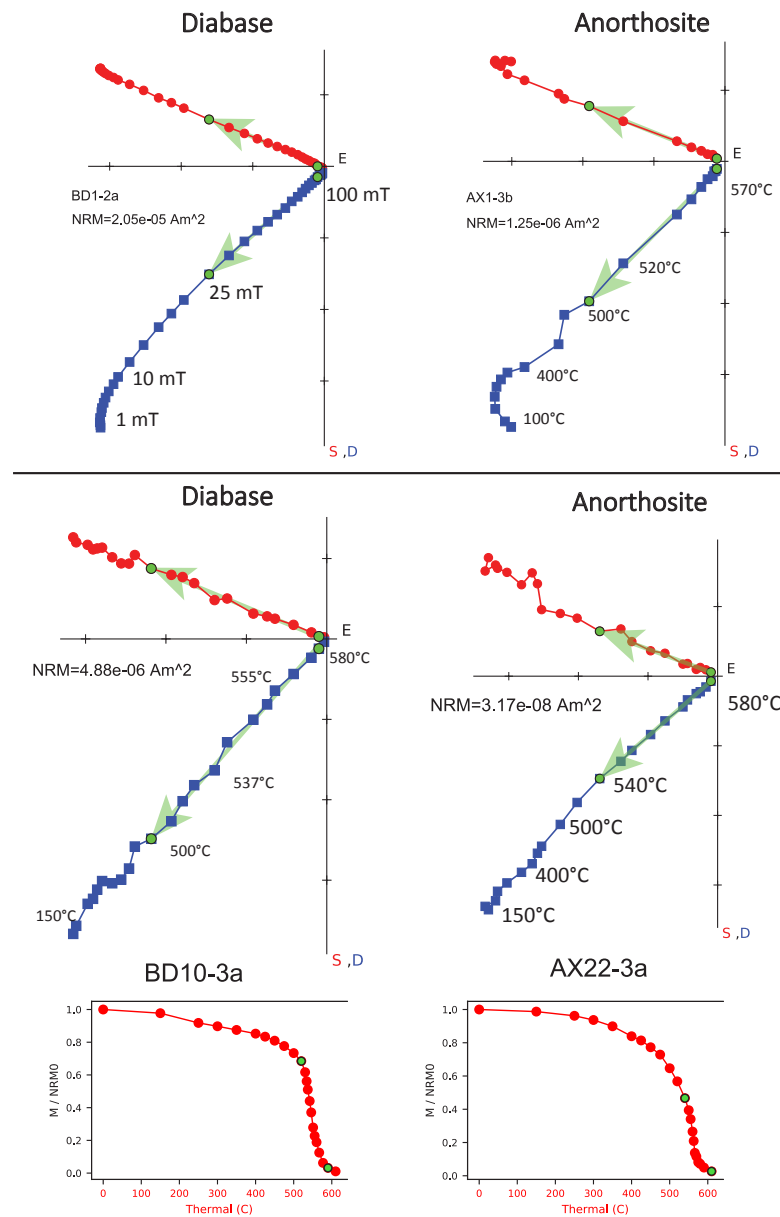 Diabase
E
BD1-2a
NRM=2.05e-05 Am^2
100 mT
25 mT
10 mT
1 mT
S ,D
Anorthosite
E
AX1-3b
NRM=1.25e-06 Am^2
570°C
520°C
500°C
400°C
100°C
S ,D
Diabase
E
NRM=4.88e-06 Am^2
580°C
555°C
537°C
500°C
150°C
S ,D
Anorthosite
E
NRM=3.17e-08 Am^2
580°C
540°C
500°C
400°C
150°C
S ,D
BD10-3a
M / NRM0
1.0
0.8
0.6
0.4
0.2
0.0
0 100 200 300 400 500 600
Thermal (C)
AX22-3a
M / NRM0
1.0
0.8
0.6
0.4
0.2
0.0
0 100 200 300 400 500 600
Thermal (C)